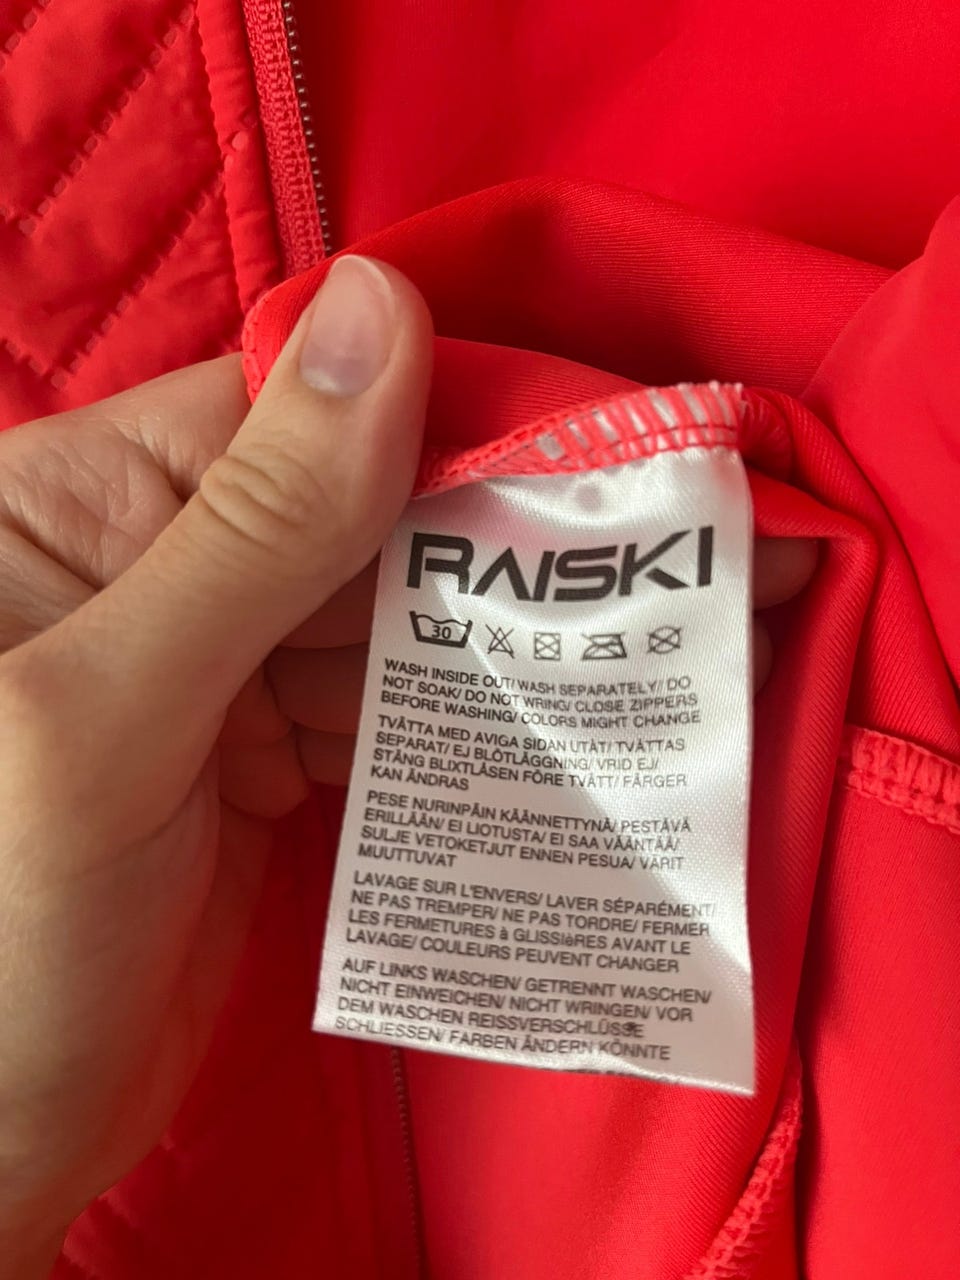 RAISKI
30
WASH INSIDE OUT/ WASH SEPARATELY/ DO
NOT SOAK/ DO NOT WRING/ CLOSE ZIPPERS
BEFORE WASHING/ COLORS MIGHT CHANGE
TVÄTTA MED AVIGA SIDAN UTÅT/ TVÄTTAS
SEPARAT/ EJ BLÖTLÄGGNING/ VRID EJ/
STÄNG BLIXTLÅSEN FÖRE TVÄTT/ FÄRGER
KAN ÄNDRAS
PESE NURINPÄIN KÄÄNNETTYNÄ/ PESTÄVÄ
ERILLÄÄN/ EI LIOTUSTA/ EI SAA VÄÄNTÄÄ/
SULJE VETOKETJUT ENNEN PESUA/ VÄRIT
MUUTTUVAT
LAVAGE SUR L'ENVERS/ LAVER SÉPARÉMENT/
NE PAS TREMPER/ NE PAS TORDRE/ FERMER
LES FERMETURES à GLISSIèRES AVANT LE
LAVAGE/ COULEURS PEUVENT CHANGER
AUF LINKS WASCHEN/ GETRENNT WASCHEN/
NICHT EINWEICHEN/ NICHT WRINGEN/ VOR
DEM WASCHEN REISSVERSCHLÜSSE
SCHLIESSEN/ FARBEN ÄNDERN KÖNNTE